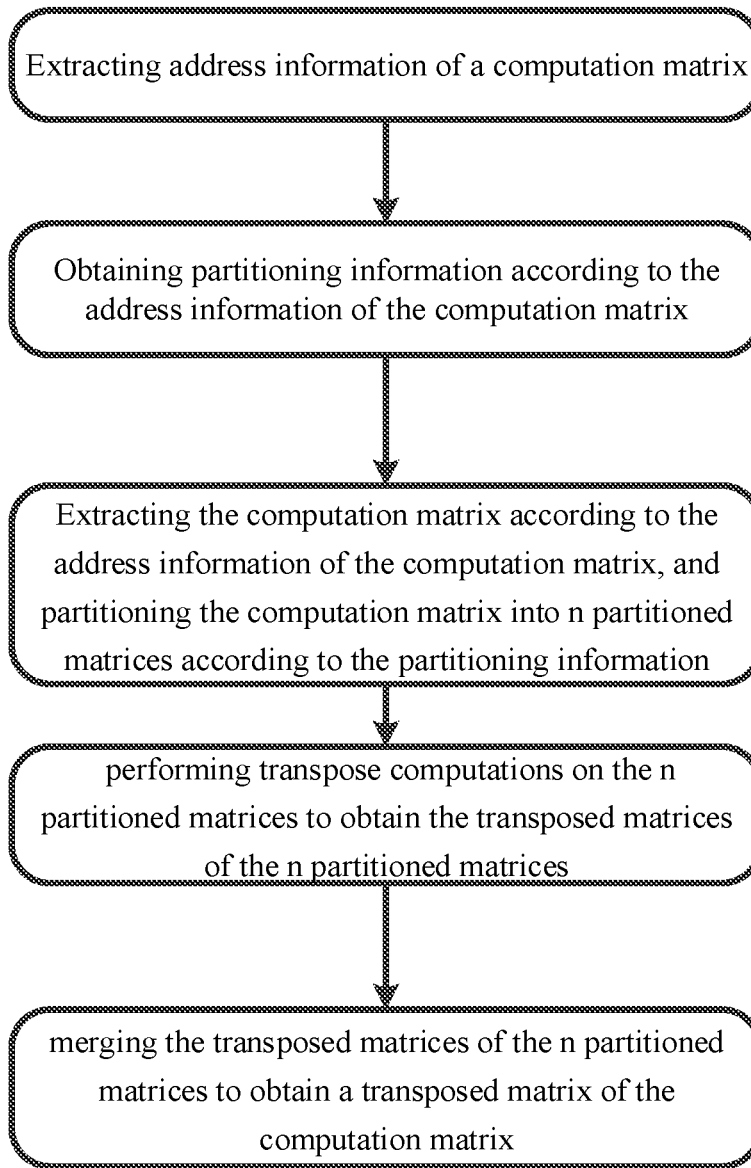 Extracting address information of a computation matrix
Obtaining partitioning information according to the
address information of the computation matrix
Extracting the computation matrix according to the
address information of the computation matrix, and
partitioning the computation matrix into n partitioned
matrices according to the partitioning information
performing transpose computations on the n
partitioned matrices to obtain the transposed matrices
of the n partitioned matrices
merging the transposed matrices of the n partitioned
matrices to obtain a transposed matrix of the
computation matrix